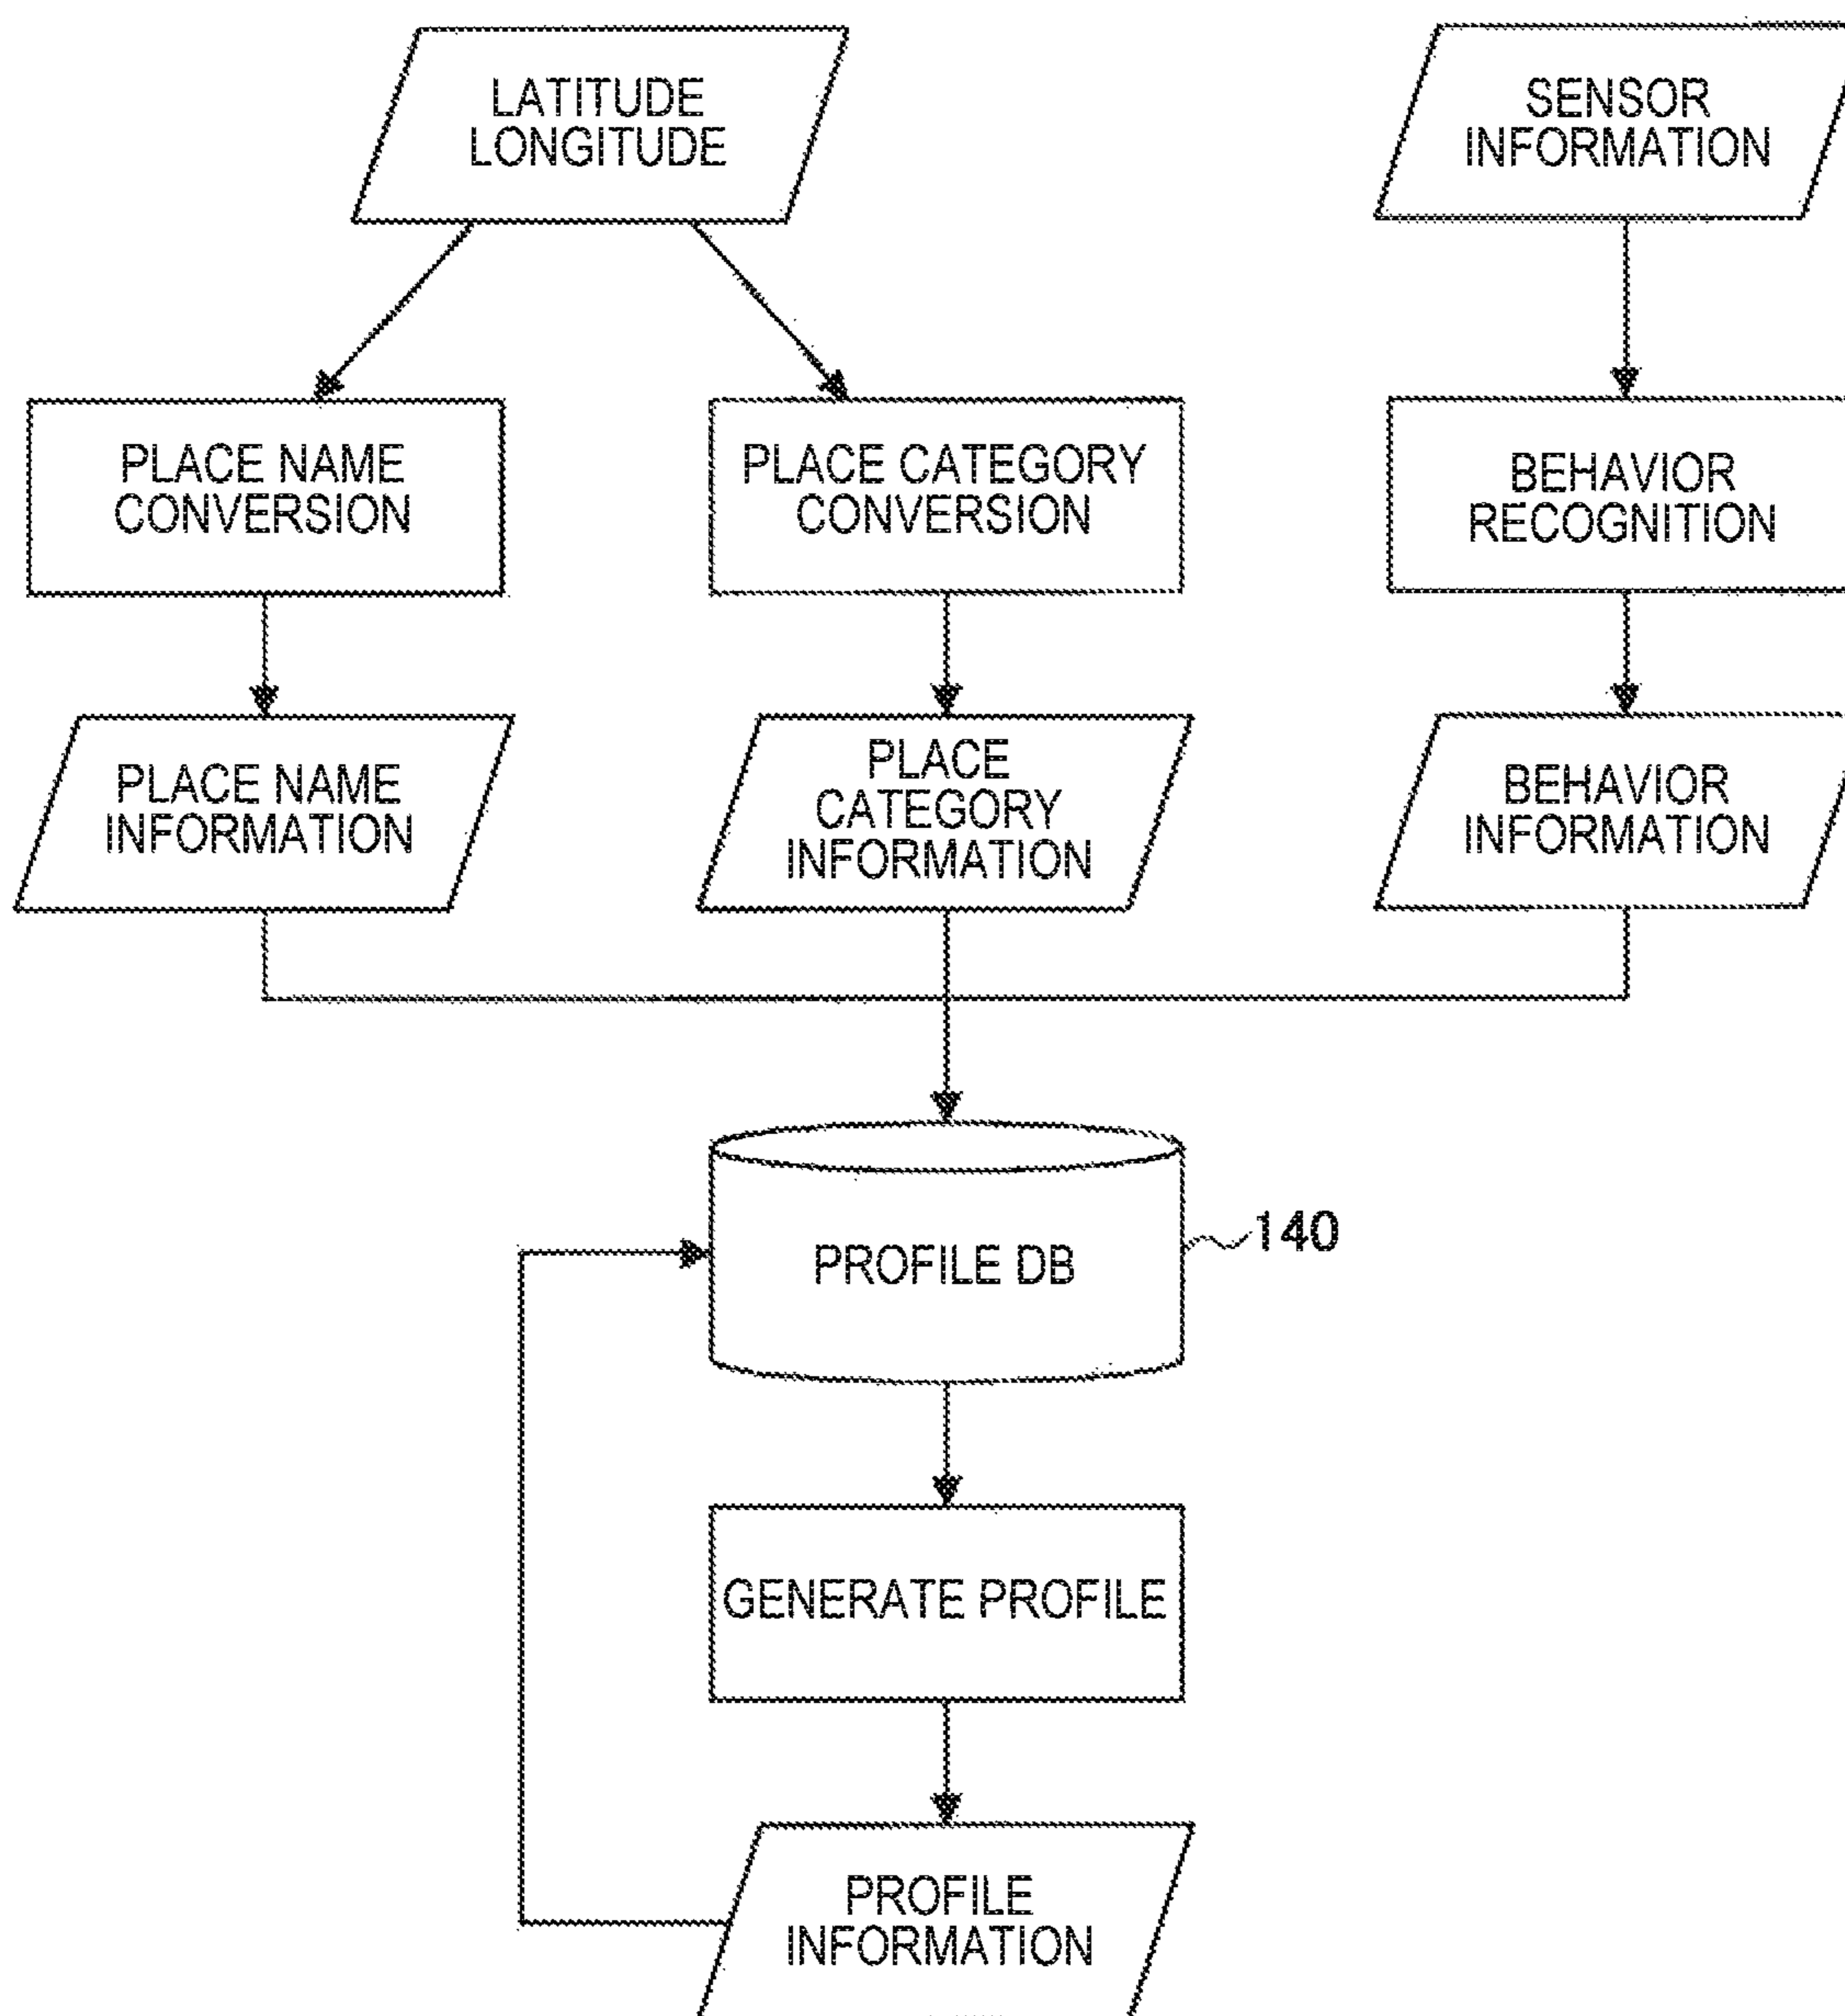 LATITUDE
LONGITUDE
SENSOR
INFORMATION
PLACE NAME
CONVERSION
PLACE CATEGORY
CONVERSION
BEHAVIOR
RECOGNITION
PLACE NAME
INFORMATION
PLACE
CATEGORY
INFORMATION
BEHAVIOR
INFORMATION
PROFILE DB
140
GENERATE PROFILE
PROFILE
INFORMATION